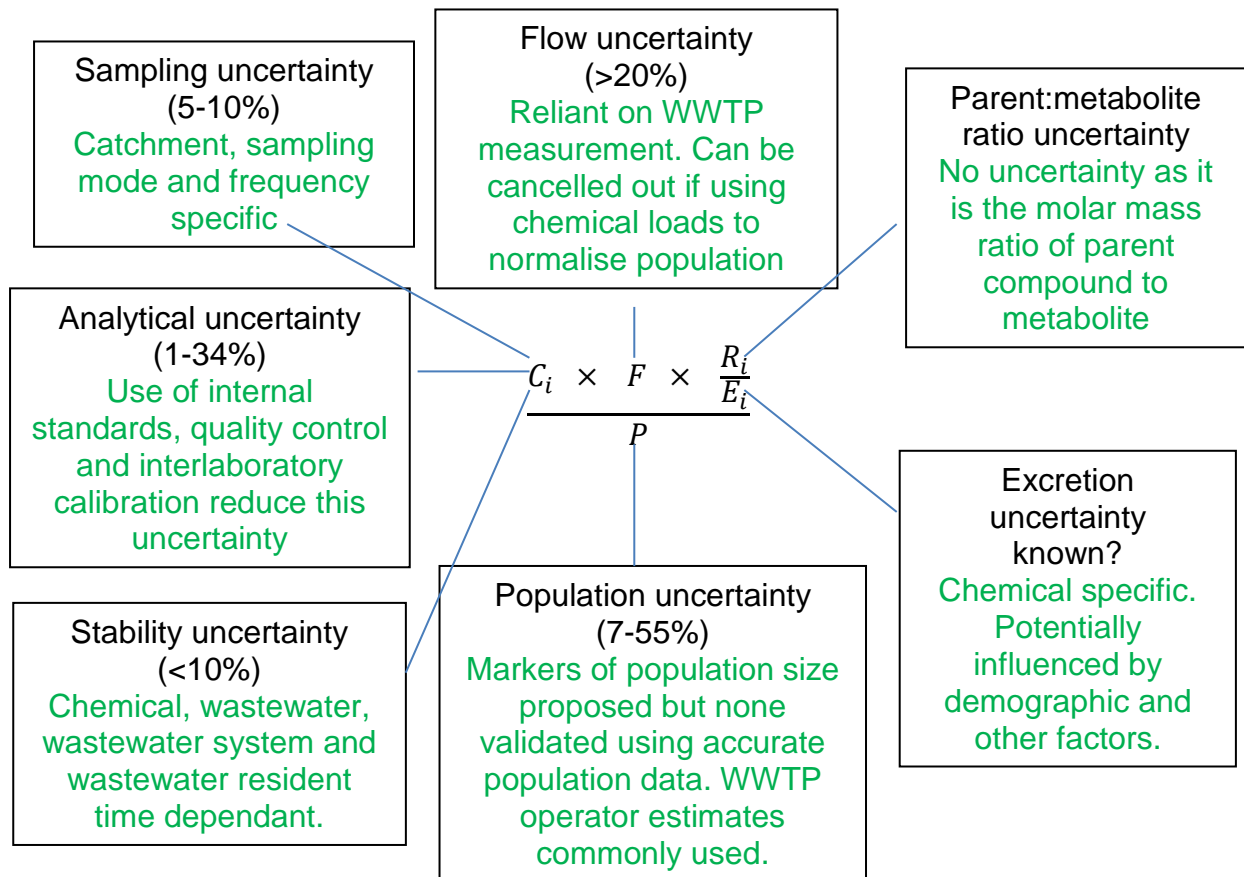 Sampling uncertainty
(5-10%)
Catchment, sampling
mode and frequency
specific
Flow uncertainty
(>20%)
Reliant on WWTP
measurement. Can be
cancelled out if using
chemical loads to
normalise population
Parent:metabolite
ratio uncertainty
No uncertainty as it
is the molar mass
ratio of parent
compound to
metabolite
Analytical uncertainty
(1-34%)
Use of internal
standards, quality control
and interlaboratory
calibration reduce this
uncertainty
C_i × F × R_i
E_i
P
Stability uncertainty
(<10%)
Chemical, wastewater,
wastewater system and
wastewater resident
time dependant.
Population uncertainty
(7-55%)
Markers of population size
proposed but none
validated using accurate
population data. WWTP
operator estimates
commonly used.
Excretion
uncertainty
known?
Chemical specific.
Potentially
influenced by
demographic and
other factors.